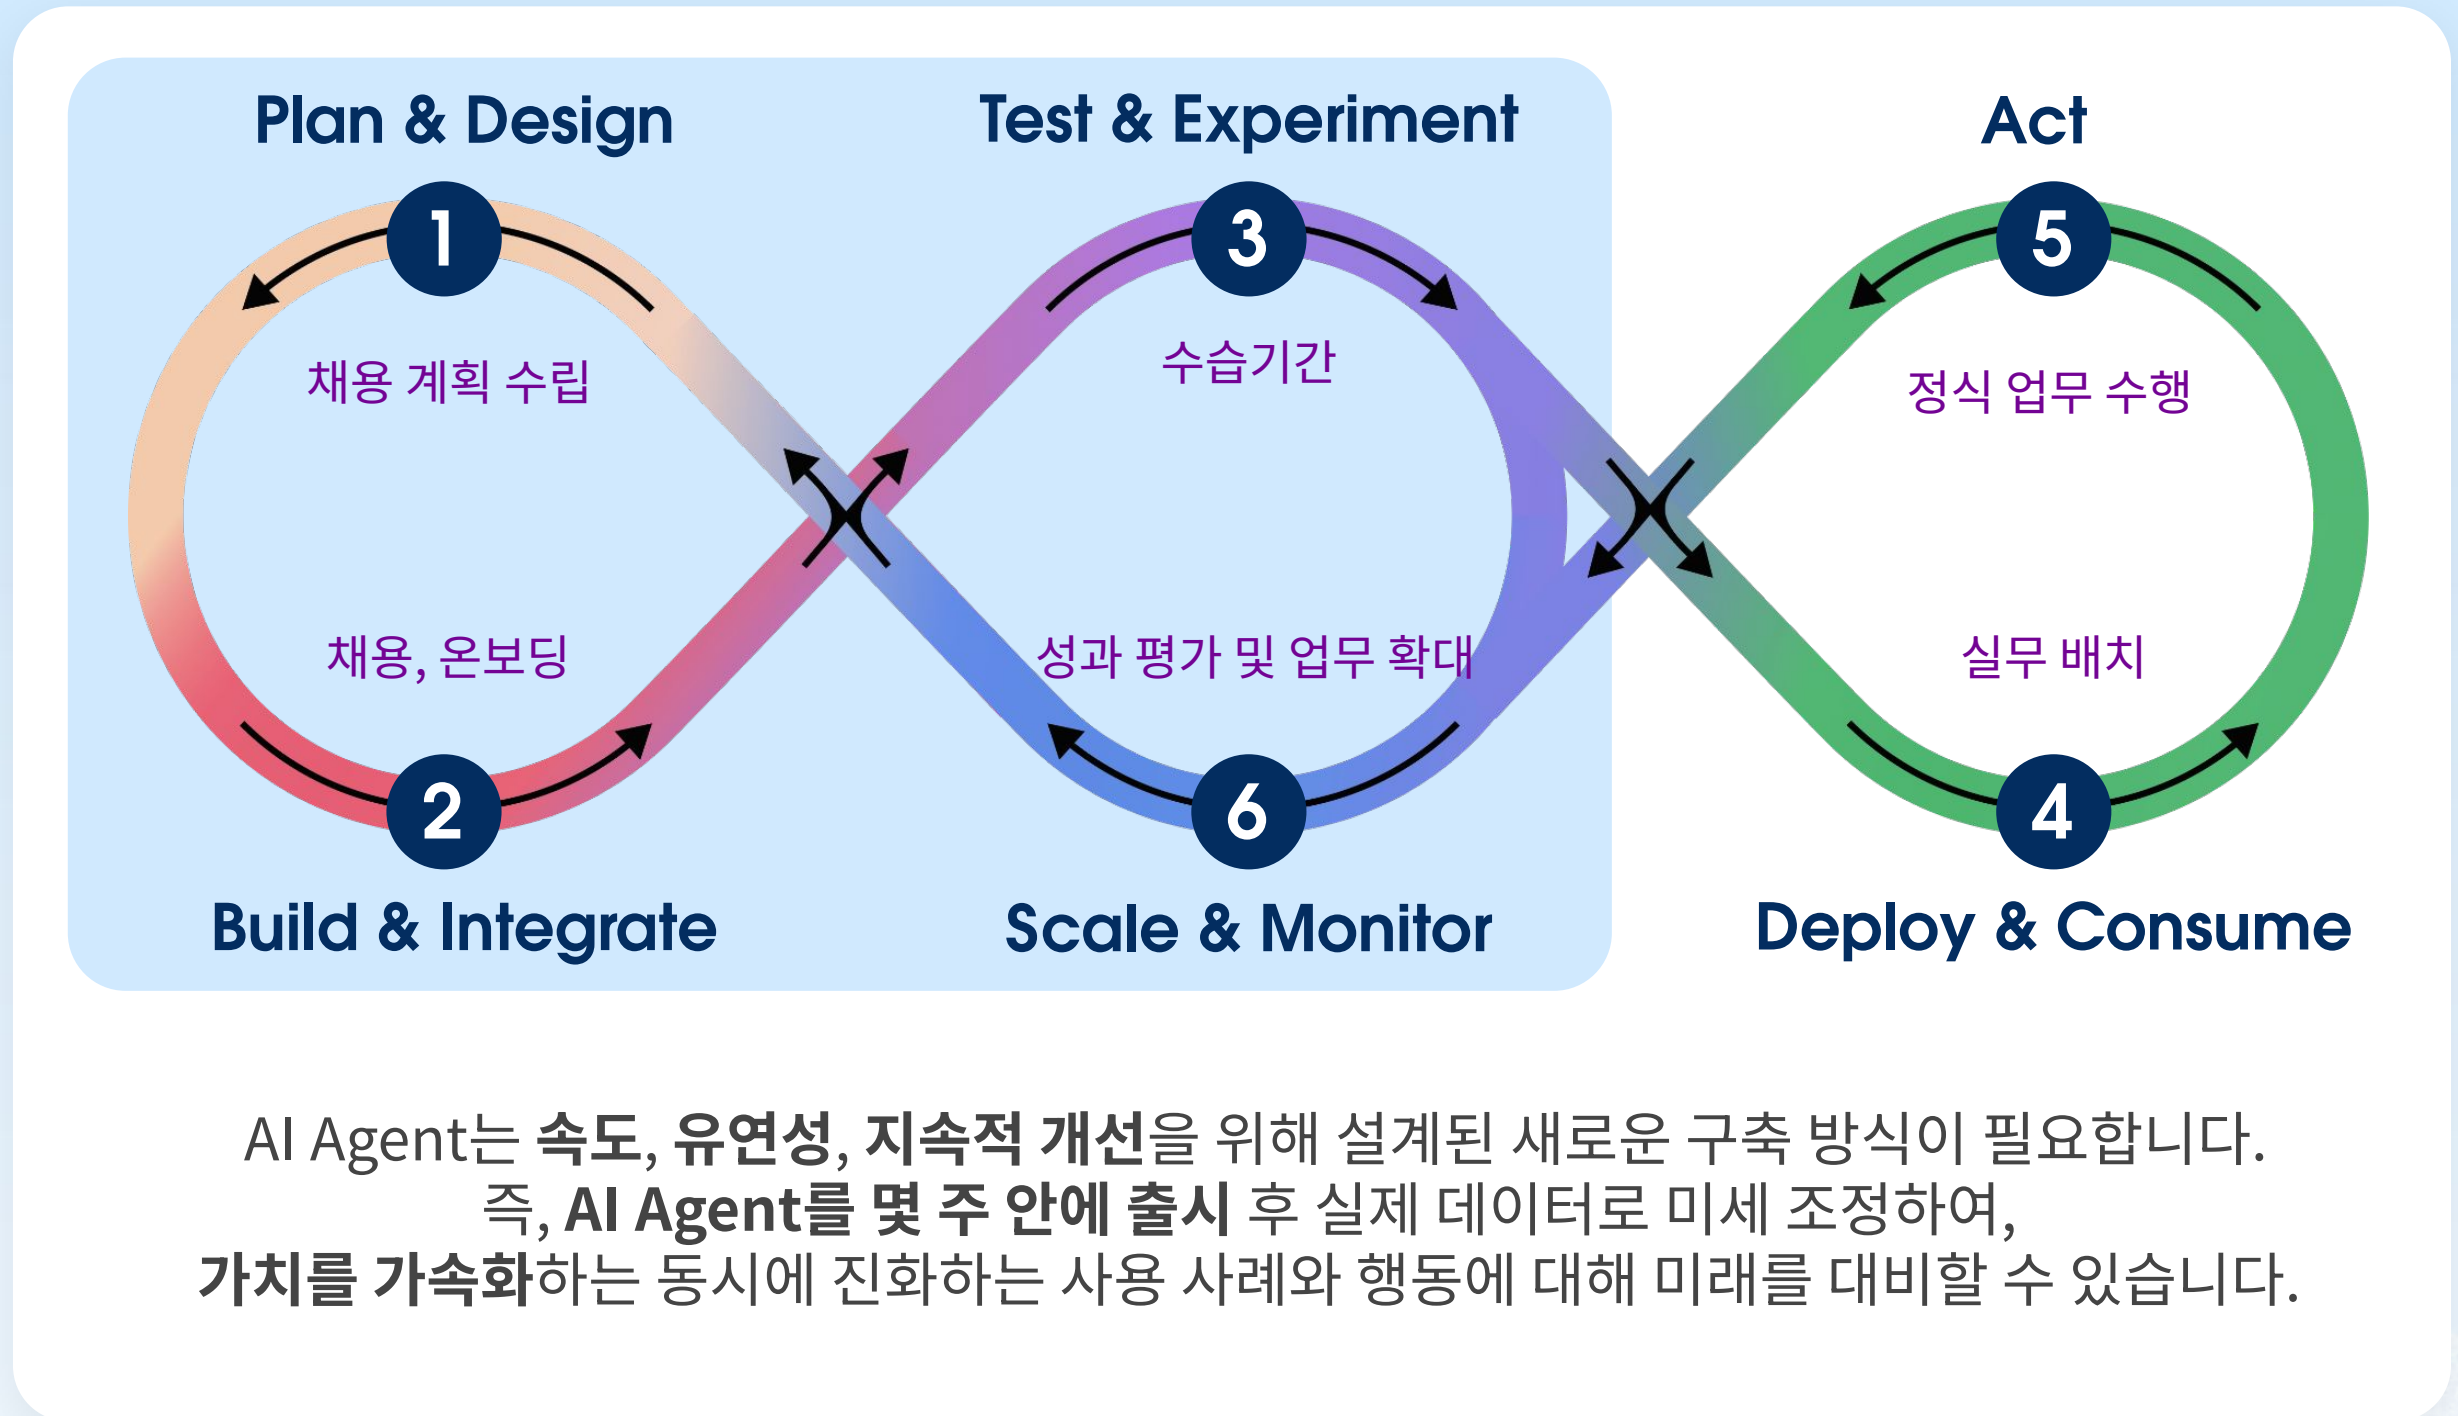 Plan & Design
Test & Experiment
Act
1
3
5
채용 계획 수립
수습기간
정식 업무 수행
채용, 온보딩
성과 평가 및 업무 확대
실무 배치
2
6
4
Build & Integrate
Scale & Monitor
Deploy & Consume
AI Agent는 속도, 유연성, 지속적 개선을 위해 설계된 새로운 구축 방식이 필요합니다.
즉, AI Agent를 몇 주 안에 출시 후 실제 데이터로 미세 조정하여,
가치를 가속화하는 동시에 진화하는 사용 사례와 행동에 대해 미래를 대비할 수 있습니다.